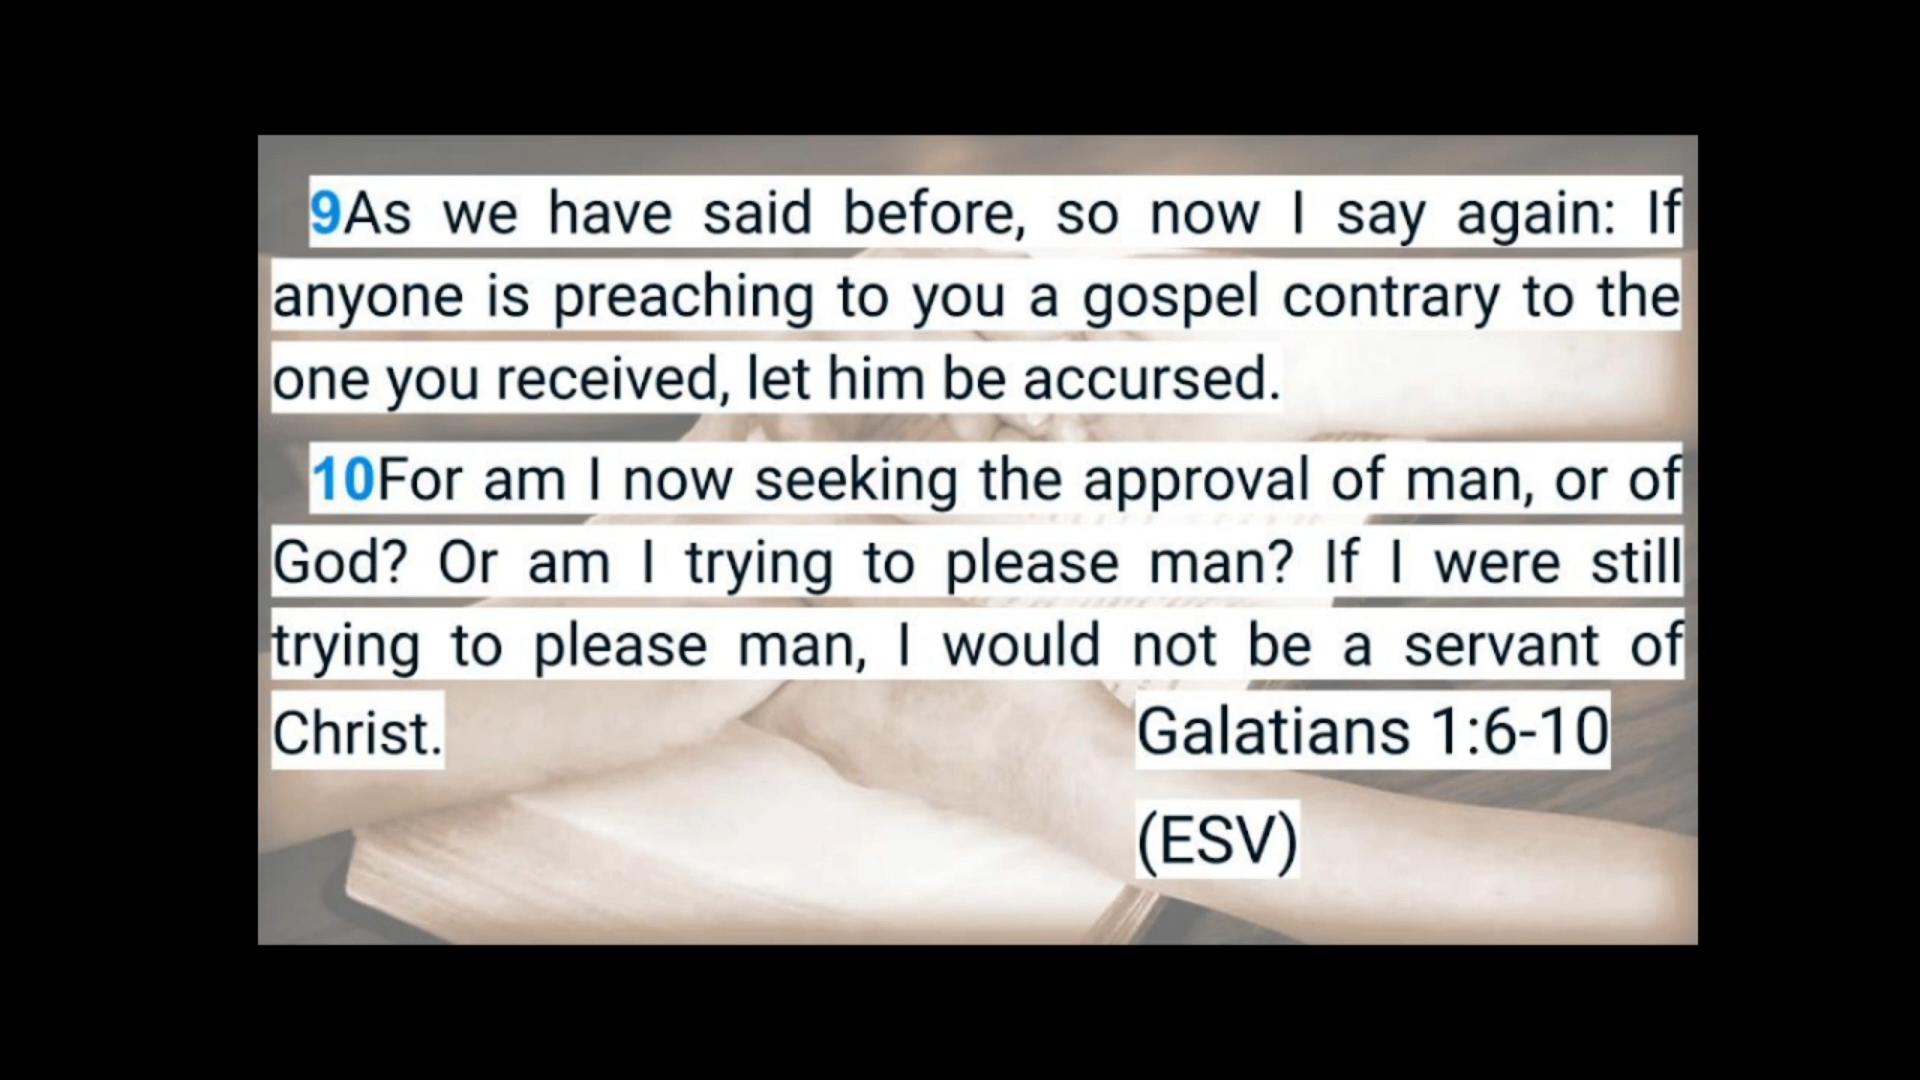 9As we have said before, so now I say again: If
anyone is preaching to you a gospel contrary to the
one you received, let him be accursed.
10For am I now seeking the approval of man, or of
God? Or am I trying to please man? If I were still
trying to please man, I would not be a servant of
Christ.
Galatians 1:6-10
(ESV)